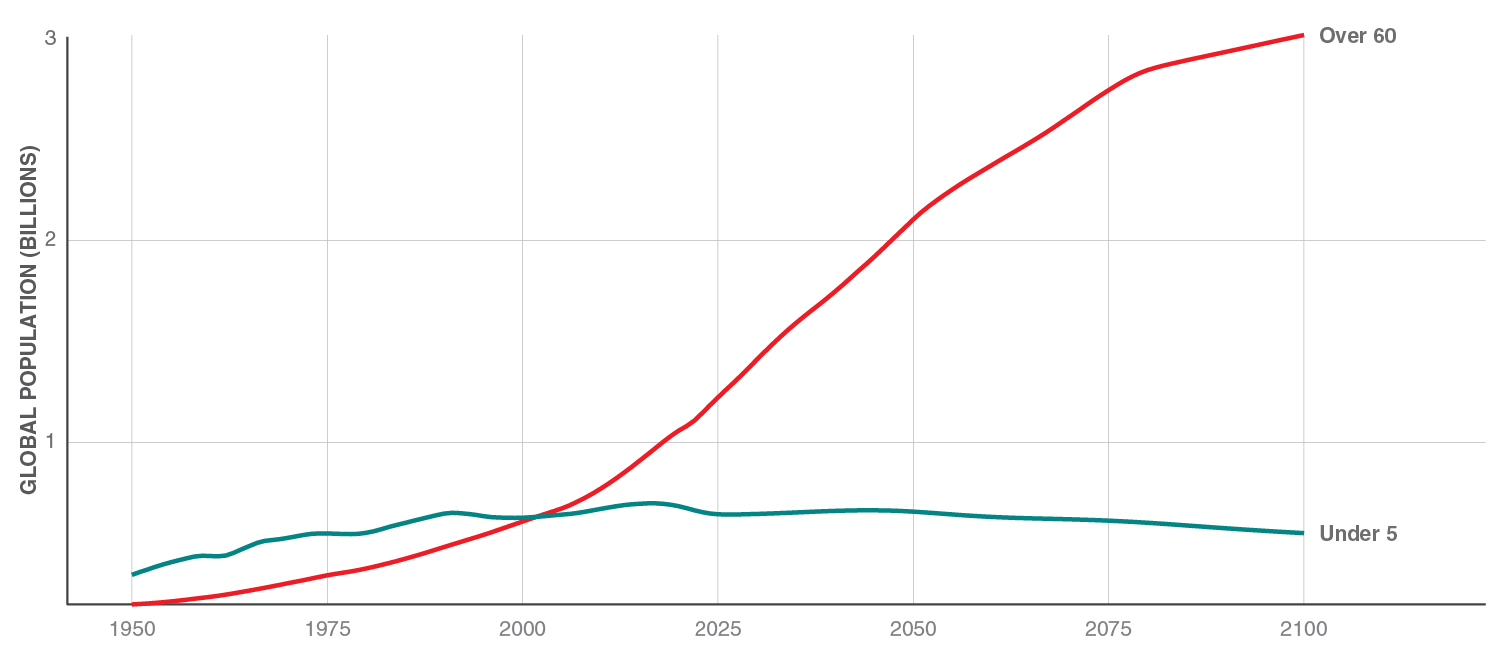 GLOBAL POPULATION (BILLIONS)
3
2
1
Over 60
Under 5
1950 1975 2000 2025 2050 2075 2100